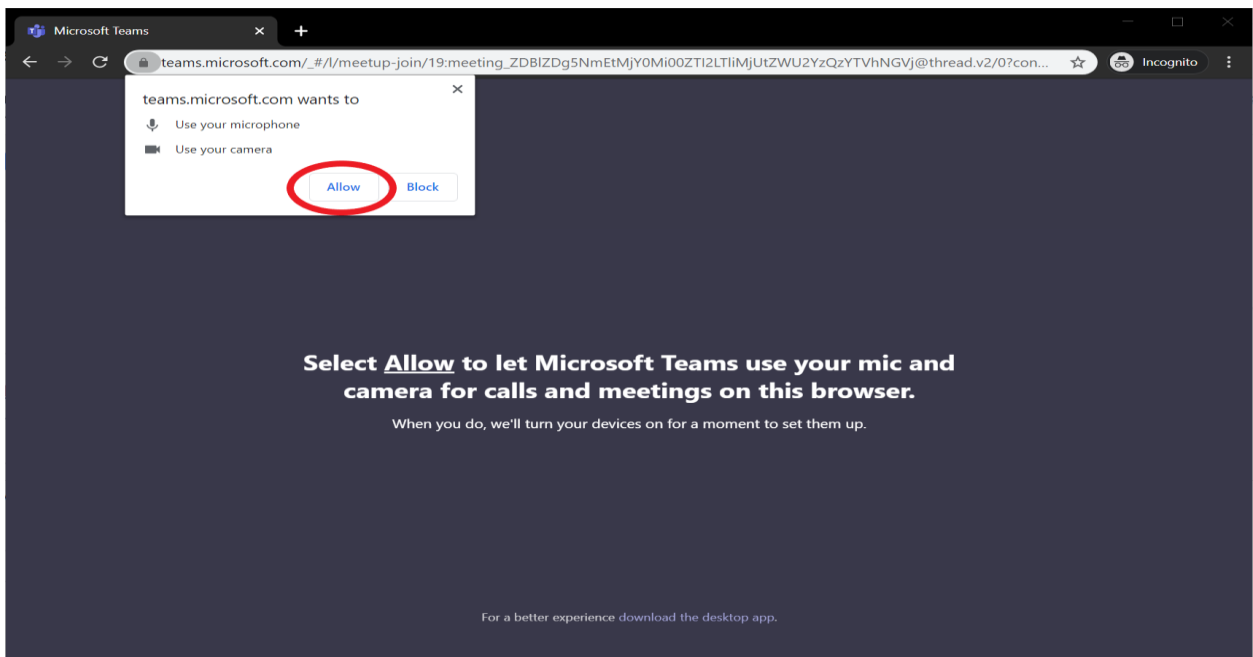 Microsoft Teams
teams.microsoft.com/_#/l/meetup-join/19:meeting_ZDBlZDg5NmEtMjY0Mi00ZTI2LTliMjUtZWU2YzQzYTVhNGVj@thread.v2/0?con...
Incognito
teams.microsoft.com wants to
Use your microphone
Use your camera
Allow
Block
Select Allow to let Microsoft Teams use your mic and
camera for calls and meetings on this browser.
When you do, we'll turn your devices on for a moment to set them up.
For a better experience download the desktop app.